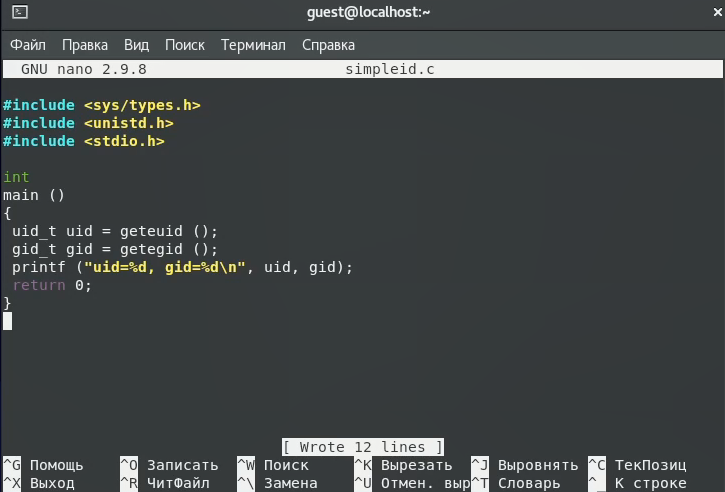 guest@localhost:~
Файл Правка Вид Поиск Терминал Справка
GNU nano 2.9.8 simpleid.c
#include <sys/types.h>
#include <unistd.h>
#include <stdio.h>
int
main ()
{
uid_t uid = geteuid ();
gid_t gid = getegid ();
printf ("uid=%d, gid=%d\n", uid, gid);
return 0;
}
[ Wrote 12 lines ]
^G Помощь ^O Записать ^W Поиск ^K Вырезать ^J Выровнять ^C ТекПозиц
^X Выход ^R ЧитФайл ^\ Замена ^U Отмен. выр^T Словарь ^_ К строке